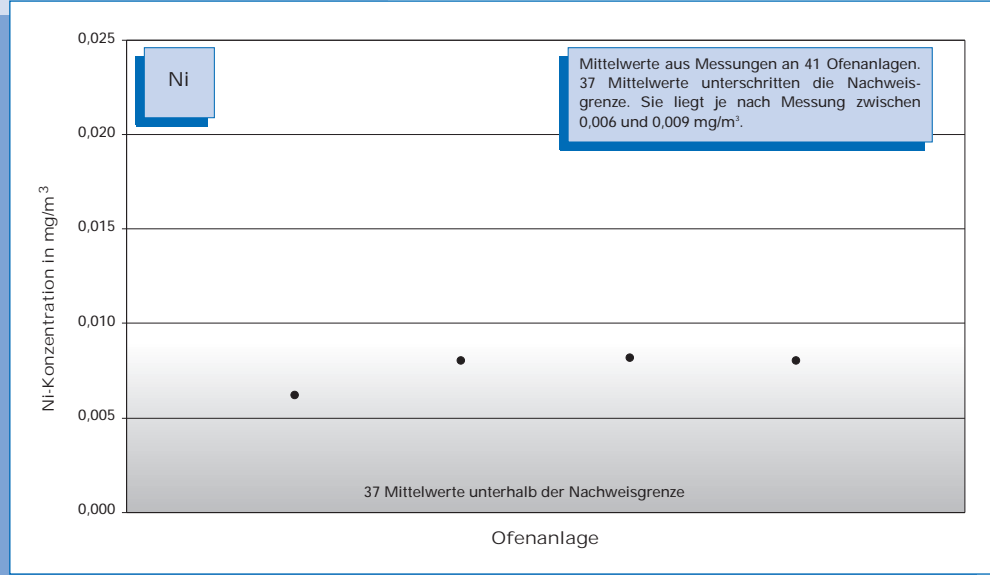 Ni
Mittelwerte aus Messungen an 41 Ofenanlagen.
37 Mittelwerte unterschritten die Nachweis-
grenze. Sie liegt je nach Messung zwischen
0,006 und 0,009 mg/m³.
Ni-Konzentration in mg/m³
0,025
0,020
0,015
0,010
0,005
0,000
37 Mittelwerte unterhalb der Nachweisgrenze
Ofenanlage